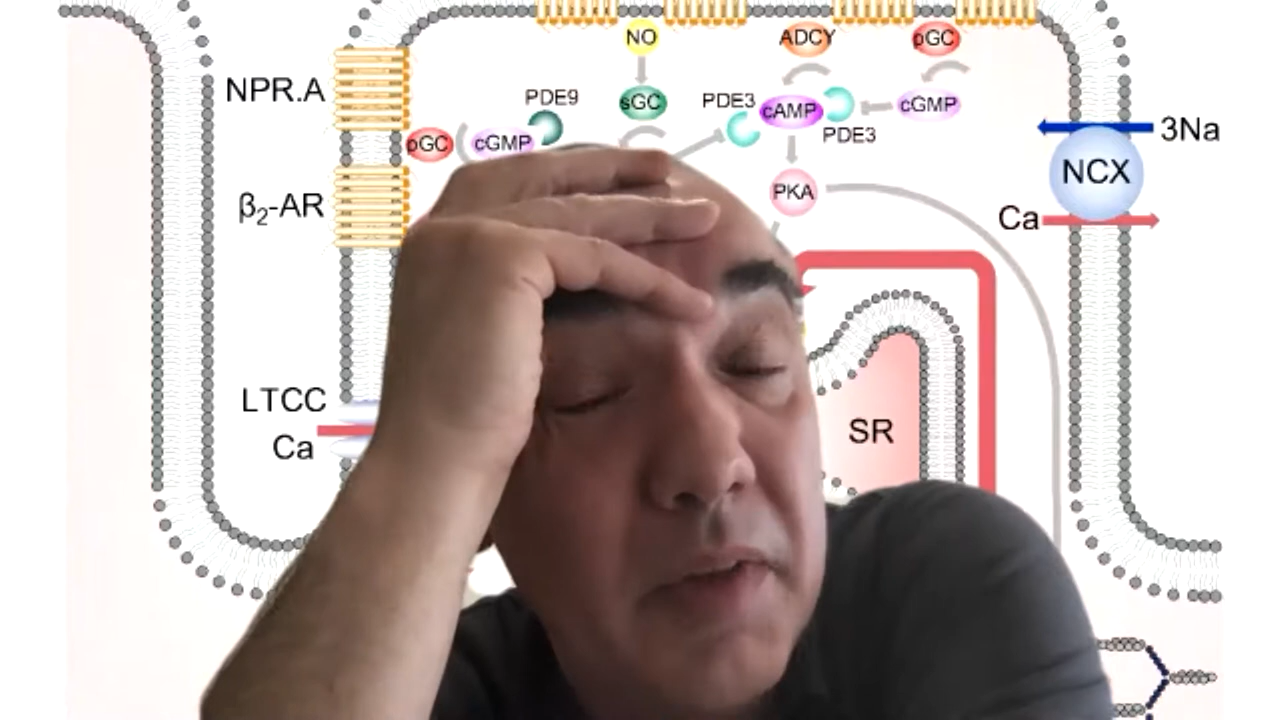 NO
ADCY
pGC
NPR.A
PDE9
sGC
PDE3
cAMP
cGMP
3Na
pGC
cGMP
PDE3
NCX
PKA
β₂-AR
Ca
LTCC
Ca
SR